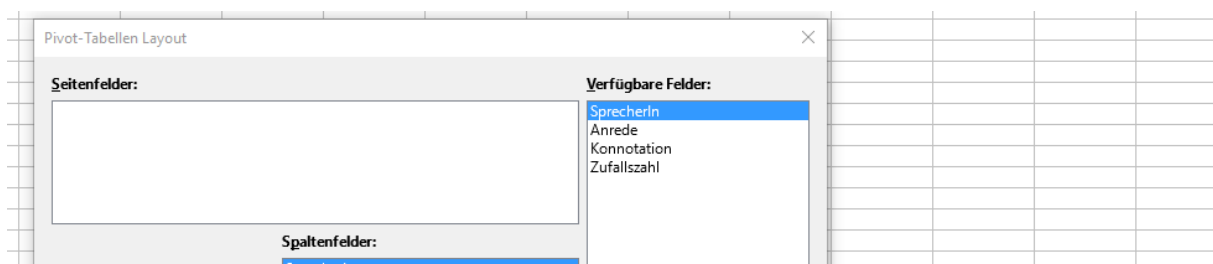 Pivot-Tabellen Layout
Seitenfelder:
Verfügbare Felder:
SprecherIn
Anrede
Konnotation
Zufallszahl
Spaltenfelder: